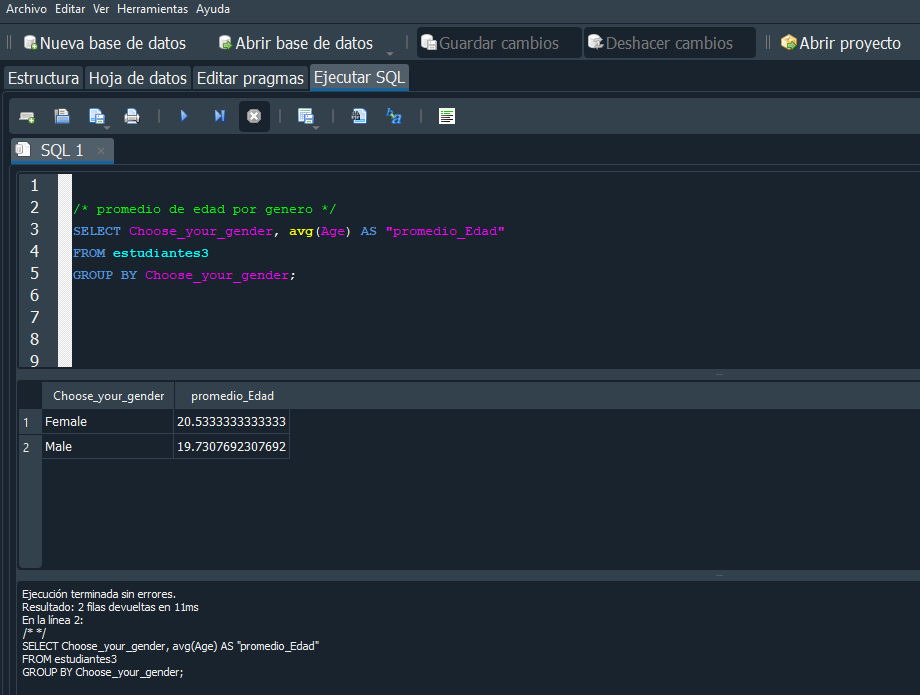 Archivo Editar Ver Herramientas Ayuda
Nueva base de datos Abrir base de datos Guardar cambios Deshacer cambios Abrir proyecto
Estructura Hoja de datos Editar pragmas Ejecutar SQL
SQL 1
1
2 /* promedio de edad por genero */
3 SELECT Choose_your_gender, avg(Age) AS "promedio_Edad"
4 FROM estudiantes3
5 GROUP BY Choose_your_gender;
6
7
8
9
Choose_your_gender promedio_Edad
1 Female 20.5333333333333
2 Male 19.7307692307692
Ejecución terminada sin errores.
Resultado: 2 filas devueltas en 11ms
En la línea 2:
/* */
SELECT Choose_your_gender, avg(Age) AS "promedio_Edad"
FROM estudiantes3
GROUP BY Choose_your_gender;